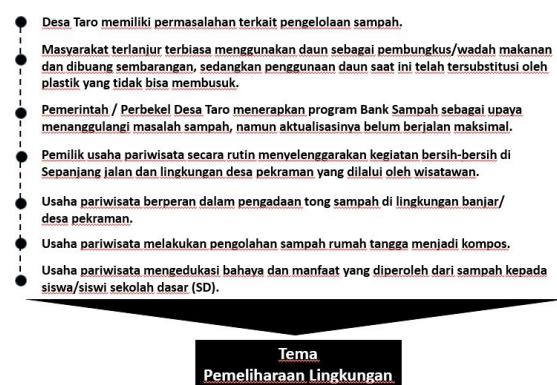 Desa Taro memiliki permasalahan terkait pengelolaan sampah.
Masyarakat terlanjur terbiasa menggunakan daun sebagai pembungkus/wadah makanan
dan dibuang sembarangan, sedangkan penggunaan daun saat ini telah tersubstitusi oleh
plastik yang tidak bisa membusuk.
Pemerintah / Perbekel Desa Taro menerapkan program Bank Sampah sebagai upaya
menanggulangi masalah sampah, namun aktualisasinya belum berjalan maksimal.
Pemilik usaha pariwisata secara rutin menyelenggarakan kegiatan bersih-bersih di
Sepanjang jalan dan lingkungan desa pekraman yang dilalui oleh wisatawan.
Usaha pariwisata berperan dalam pengadaan tong sampah di lingkungan banjar/
desa pekraman.
Usaha pariwisata melakukan pengolahan sampah rumah tangga menjadi kompos.
Usaha pariwisata mengedukasi bahaya dan manfaat yang diperoleh dari sampah kepada
siswa/siswi sekolah dasar (SD).
Tema
Pemeliharaan Lingkungan